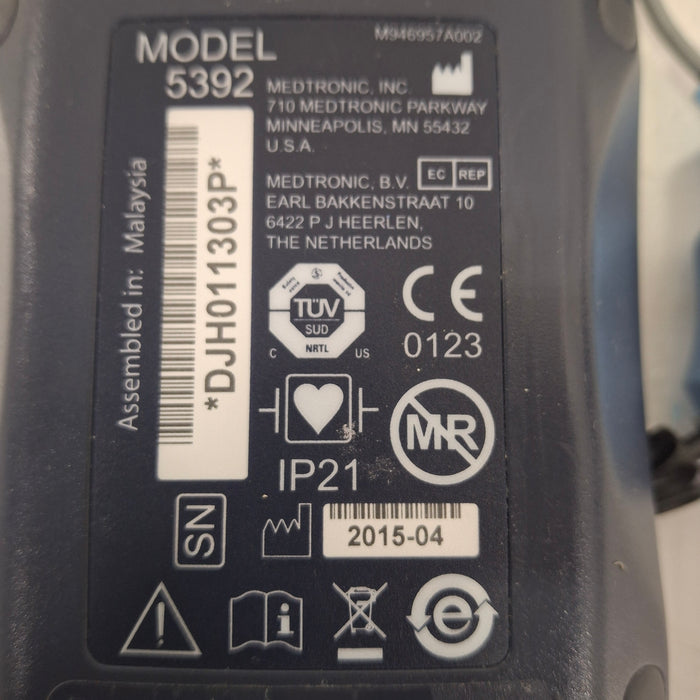 M946957A002
MODEL
5392
MEDTRONIC, INC.
710 MEDTRONIC PARKWAY
MINNEAPOLIS, MN 55432
U.S.A.
EC REP
MEDTRONIC, B.V.
EARL BAKKENSTRAAT 10
6422 P J HEERLEN,
THE NETHERLANDS
Assembled in: Malaysia
*DJH011303P*
TÜV
SUD
C NRTL US
CE
0123
MR
IP21
SN
2015-04
i
e